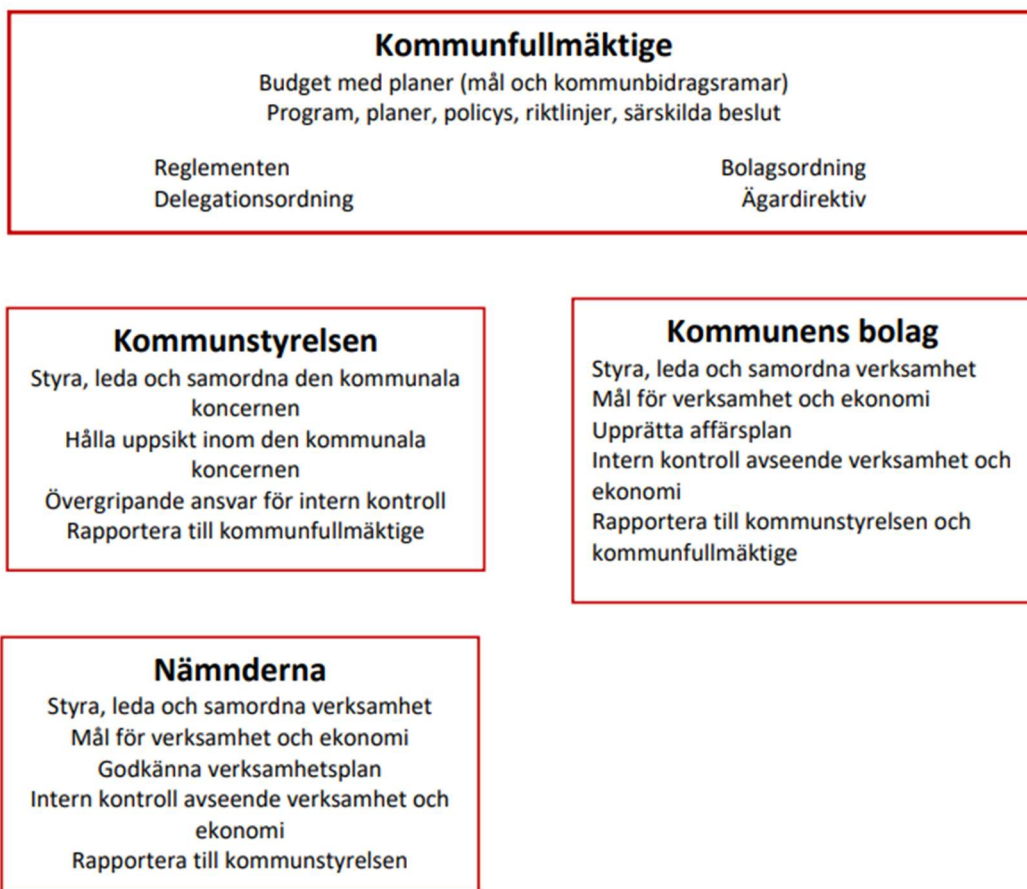 Kommunfullmäktige
Budget med planer (mål och kommunbidragsramar)
Program, planer, policys, riktlinjer, särskilda beslut
Reglementen
Delegationsordning
Bolagsordning
Ägardirektiv
Kommunstyrelsen
Styra, leda och samordna den kommunala
koncernen
Hålla uppsikt inom den kommunala
koncernen
Övergripande ansvar för intern kontroll
Rapportera till kommunfullmäktige
Kommunens bolag
Styra, leda och samordna verksamhet
Mål för verksamhet och ekonomi
Upprätta affärsplan
Intern kontroll avseende verksamhet och
ekonomi
Rapportera till kommunstyrelsen och
kommunfullmäktige
Nämnderna
Styra, leda och samordna verksamhet
Mål för verksamhet och ekonomi
Godkänna verksamhetsplan
Intern kontroll avseende verksamhet och
ekonomi
Rapportera till kommunstyrelsen